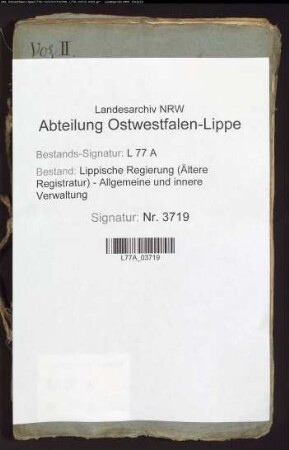 Vol II.
Landesarchiv NRW
Abteilung Ostwestfalen-Lippe
Bestands-Signatur: L 77 A
Bestand: Lippische Regierung (Ältere
Registratur) - Allgemeine und innere
Verwaltung
Signatur: Nr. 3719
L77A_03719